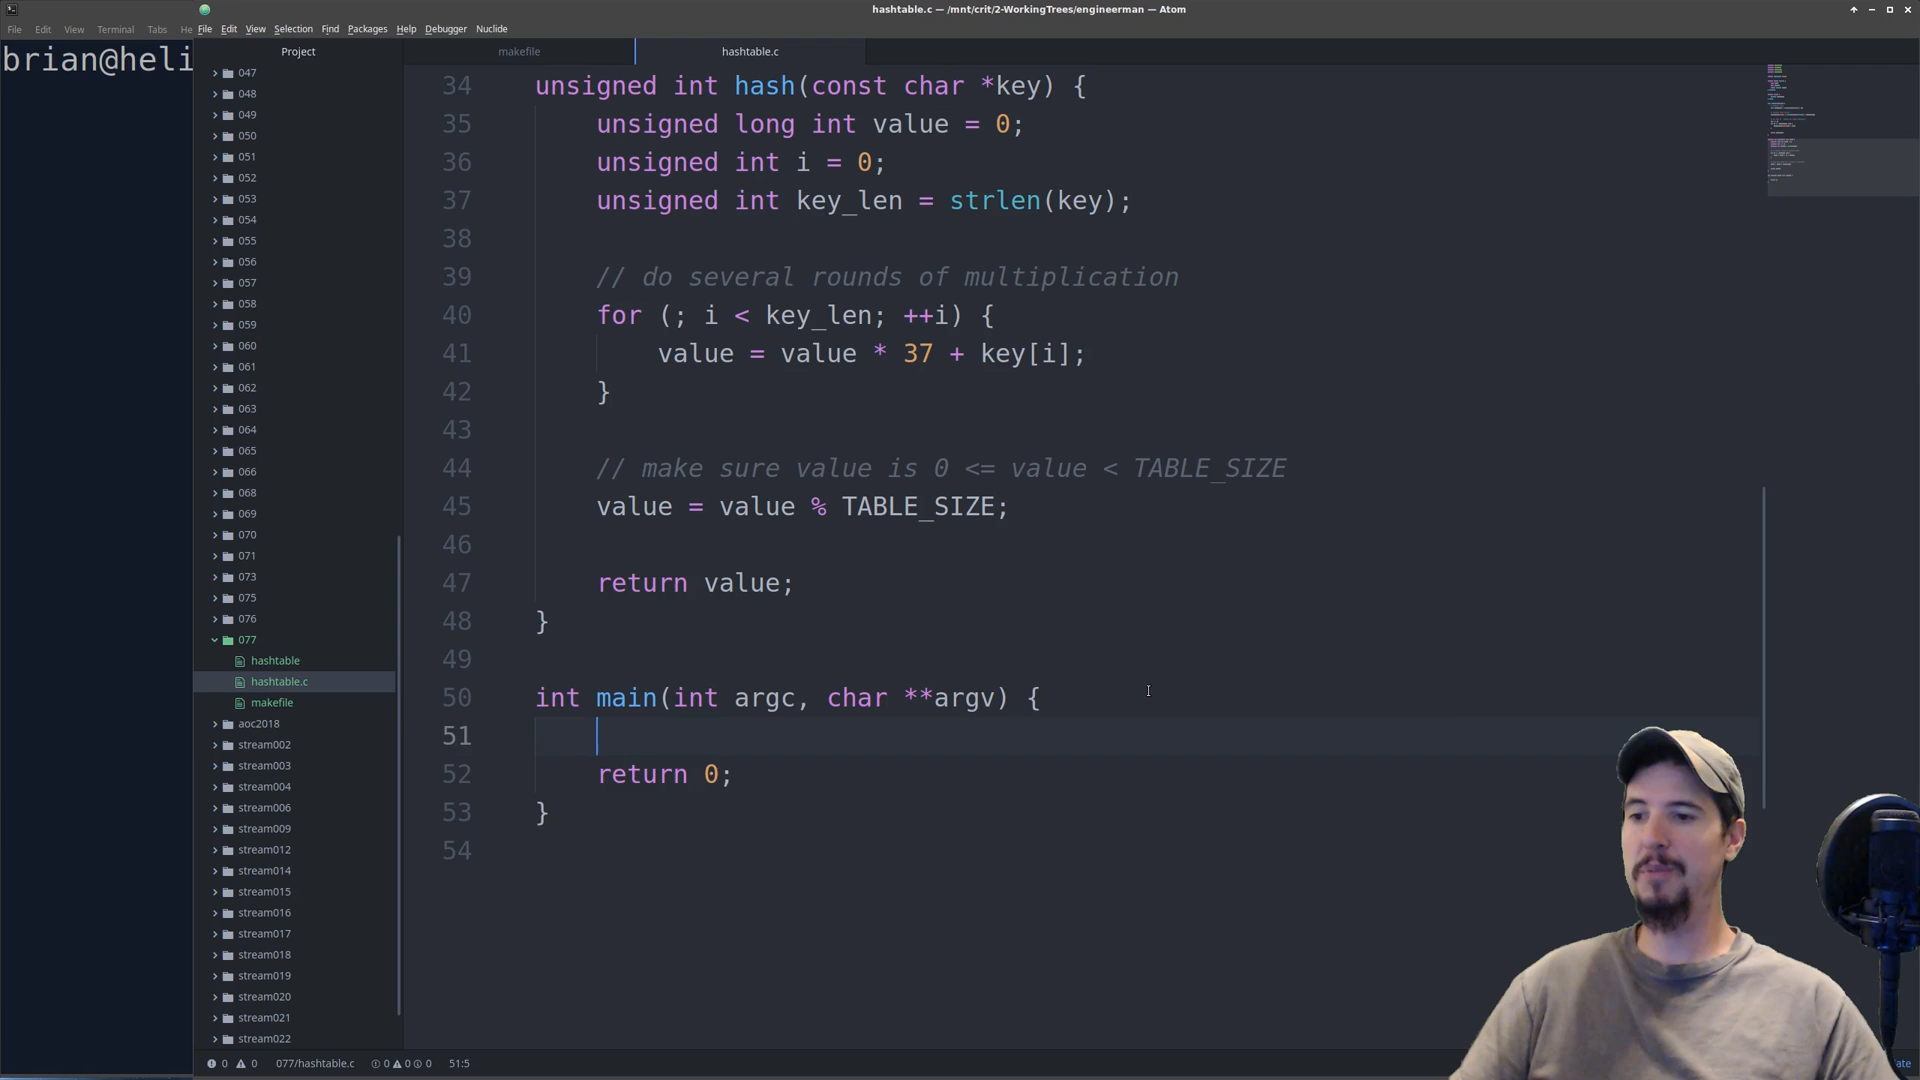 hashtable.c — /mnt/crit/2-WorkingTrees/engineerman — Atom
File Edit View Terminal Tabs He
File Edit View Selection Find Packages Help Debugger Nuclide
brian@heli
Project
047
048
049
050
051
052
053
054
055
056
057
058
059
060
061
062
063
064
065
066
068
069
070
071
073
075
076
077
hashtable
hashtable.c
makefile
aoc2018
stream002
stream003
stream004
stream006
stream009
stream012
stream014
stream015
stream016
stream017
stream018
stream019
stream020
stream021
stream022
makefile hashtable.c
34 unsigned int hash(const char *key) {
35 unsigned long int value = 0;
36 unsigned int i = 0;
37 unsigned int key_len = strlen(key);
38
39 // do several rounds of multiplication
40 for (; i < key_len; ++i) {
41 value = value * 37 + key[i];
42 }
43
44 // make sure value is 0 <= value < TABLE_SIZE
45 value = value % TABLE_SIZE;
46
47 return value;
48 }
49
50 int main(int argc, char **argv) {
51
52 return 0;
53 }
54
0 0 077/hashtable.c 0 0 0 51:5